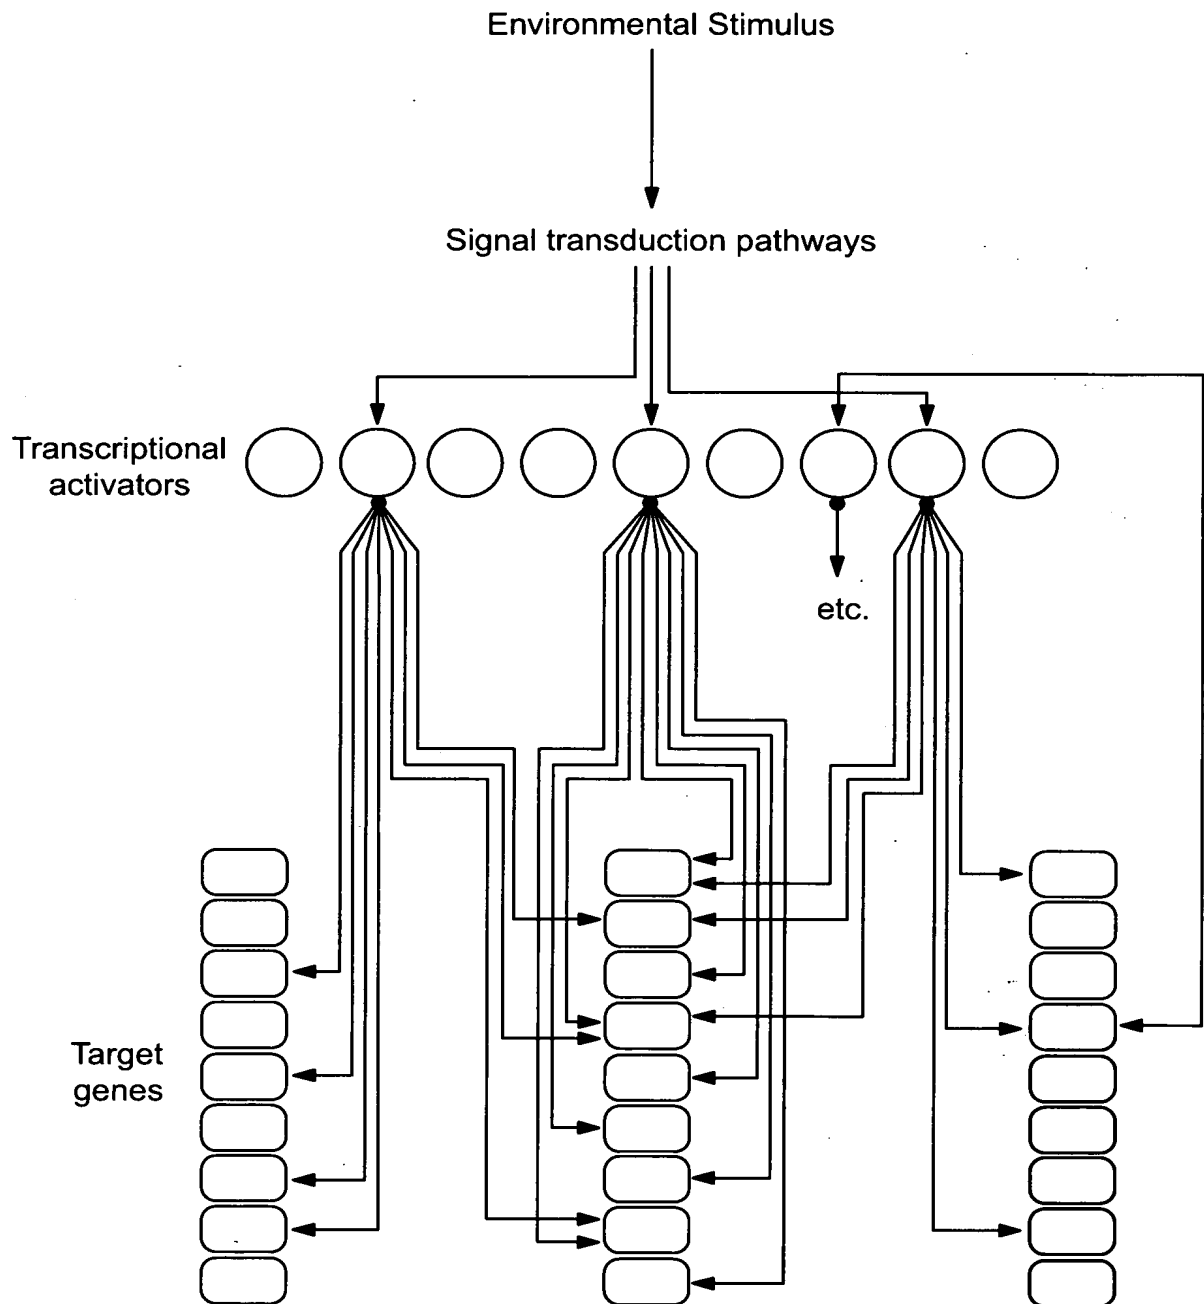 Environmental Stimulus
Signal transduction pathways
Transcriptional
activators
etc.
Target
genes